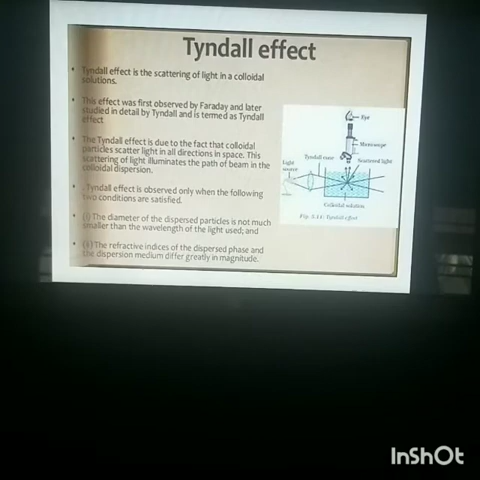 Tyndall effect
• Tyndall effect is the scattering of light in a colloidal
solutions.
• This effect was first observed by Faraday and later
studied in detail by Tyndall and is termed as Tyndall
effect
• The Tyndall effect is due to the fact that colloidal
particles scatter light in all directions in space. This
scattering of light illuminates the path of beam in the
colloidal dispersion.
• . Tyndall effect is observed only when the following
two conditions are satisfied.
• (i) The diameter of the dispersed particles is not much
smaller than the wavelength of the light used; and
• (ii) The refractive indices of the dispersed phase and
the dispersion medium differ greatly in magnitude.
Eye
Microscope
Tyndall cone
Scattered light
Light
source
Colloidal solution
Fig. 5.11: Tyndall effect
InShOt